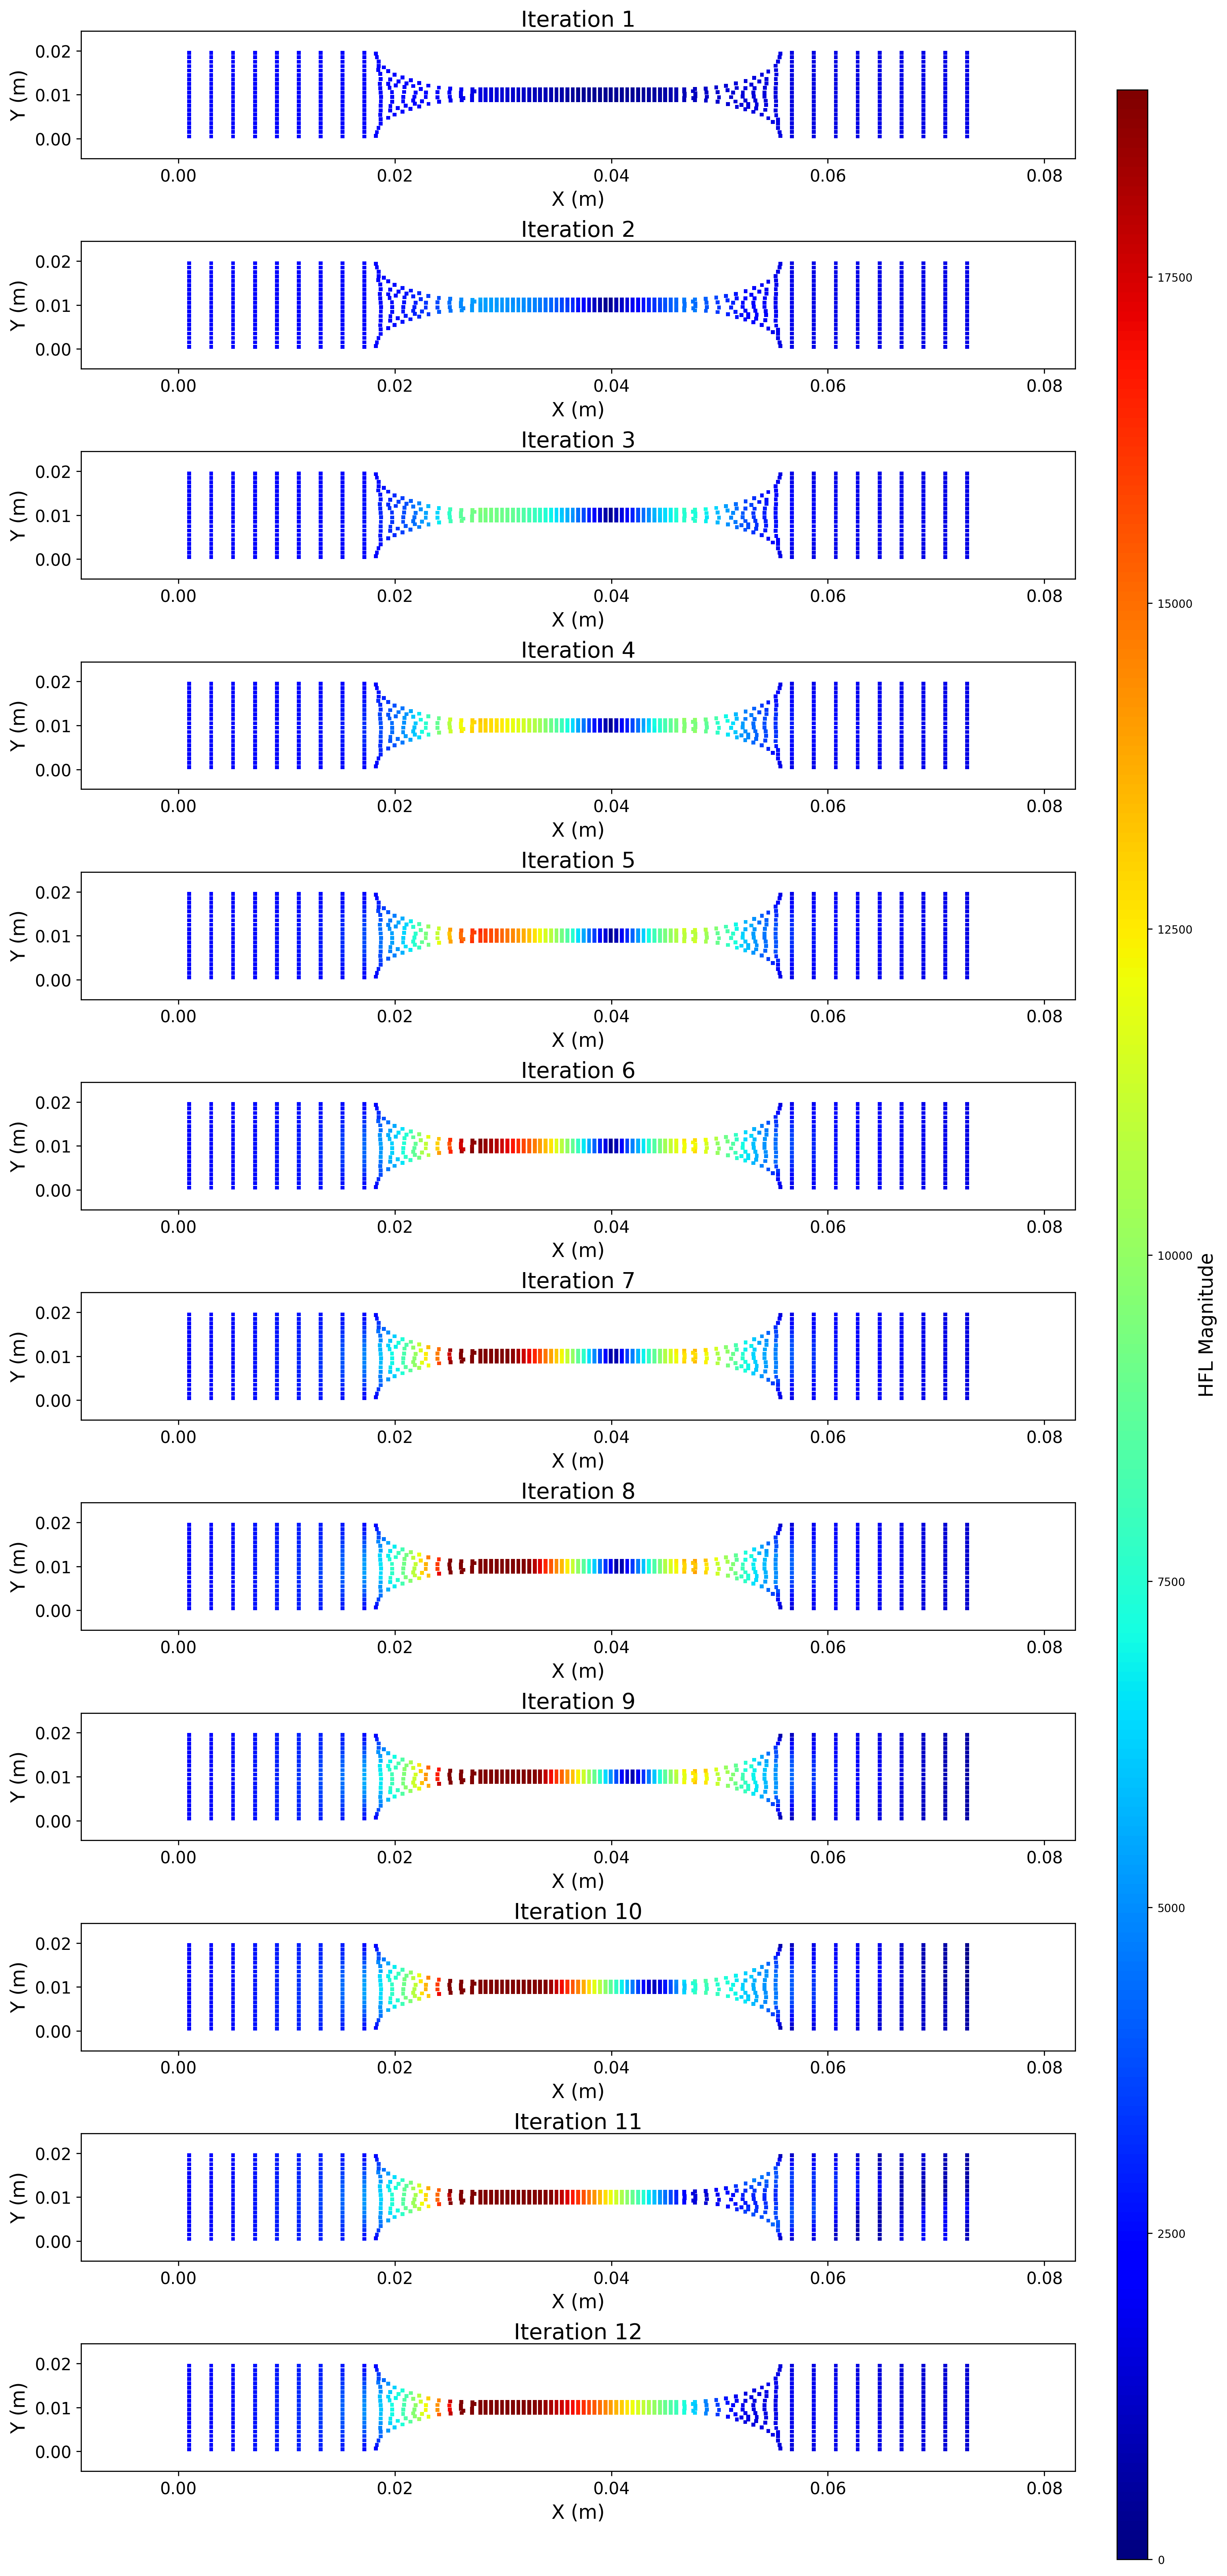 Iteration 1
Y (m)
0.02
0.01
0.00
0.00 0.02 0.04 0.06 0.08
X (m)
Iteration 2
Y (m)
0.02
0.01
0.00
0.00 0.02 0.04 0.06 0.08
X (m)
Iteration 3
Y (m)
0.02
0.01
0.00
0.00 0.02 0.04 0.06 0.08
X (m)
Iteration 4
Y (m)
0.02
0.01
0.00
0.00 0.02 0.04 0.06 0.08
X (m)
Iteration 5
Y (m)
0.02
0.01
0.00
0.00 0.02 0.04 0.06 0.08
X (m)
Iteration 6
Y (m)
0.02
0.01
0.00
0.00 0.02 0.04 0.06 0.08
X (m)
Iteration 7
Y (m)
0.02
0.01
0.00
0.00 0.02 0.04 0.06 0.08
X (m)
Iteration 8
Y (m)
0.02
0.01
0.00
0.00 0.02 0.04 0.06 0.08
X (m)
Iteration 9
Y (m)
0.02
0.01
0.00
0.00 0.02 0.04 0.06 0.08
X (m)
Iteration 10
Y (m)
0.02
0.01
0.00
0.00 0.02 0.04 0.06 0.08
X (m)
Iteration 11
Y (m)
0.02
0.01
0.00
0.00 0.02 0.04 0.06 0.08
X (m)
Iteration 12
Y (m)
0.02
0.01
0.00
0.00 0.02 0.04 0.06 0.08
X (m)
17500
15000
12500
10000
7500
5000
2500
0
HFL Magnitude